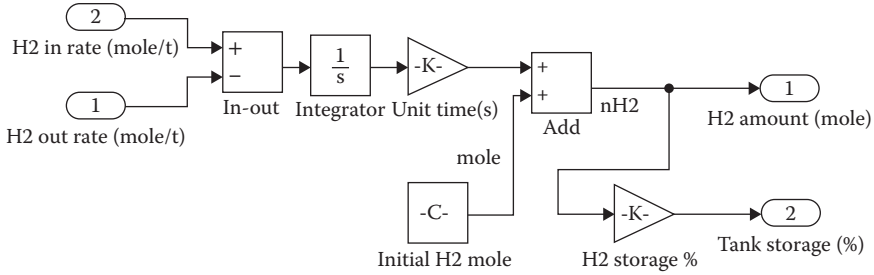 2
H2 in rate (mole/t)
1
H2 out rate (mole/t)
+
−
In-out
1
s
Integrator
-K-
Unit time(s)
+
+
Add
nH2
1
H2 amount (mole)
mole
-C-
Initial H2 mole
-K-
H2 storage %
2
Tank storage (%)